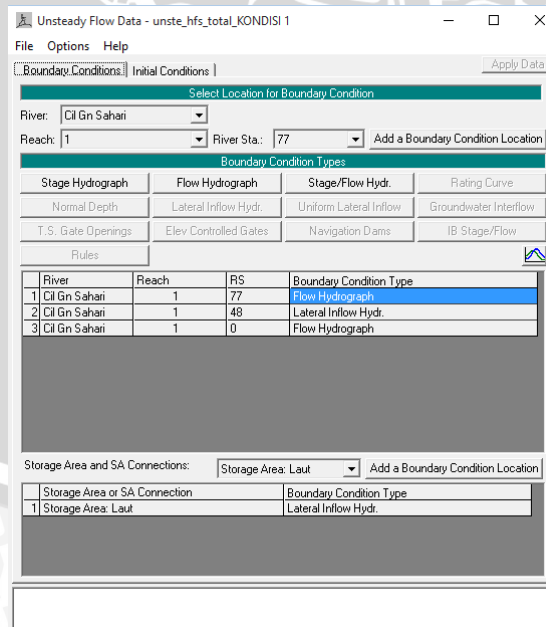 Unsteady Flow Data - unste_hfs_total_KONDISI 1
File Options Help
Boundary Conditions Initial Conditions Apply Data
Select Location for Boundary Condition
River: Cil Gn Sahari
Reach: 1 River Sta.: 77 Add a Boundary Condition Location
Boundary Condition Types
Stage Hydrograph Flow Hydrograph Stage/Flow Hydr. Rating Curve
Normal Depth Lateral Inflow Hydr. Uniform Lateral Inflow Groundwater Interflow
T.S. Gate Openings Elev Controlled Gates Navigation Dams IB Stage/Flow
Rules
River Reach RS Boundary Condition Type
1 Cil Gn Sahari 1 77 Flow Hydrograph
2 Cil Gn Sahari 1 48 Lateral Inflow Hydr.
3 Cil Gn Sahari 1 0 Flow Hydrograph
Storage Area and SA Connections: Storage Area: Laut Add a Boundary Condition Location
Storage Area or SA Connection Boundary Condition Type
1 Storage Area: Laut Lateral Inflow Hydr.